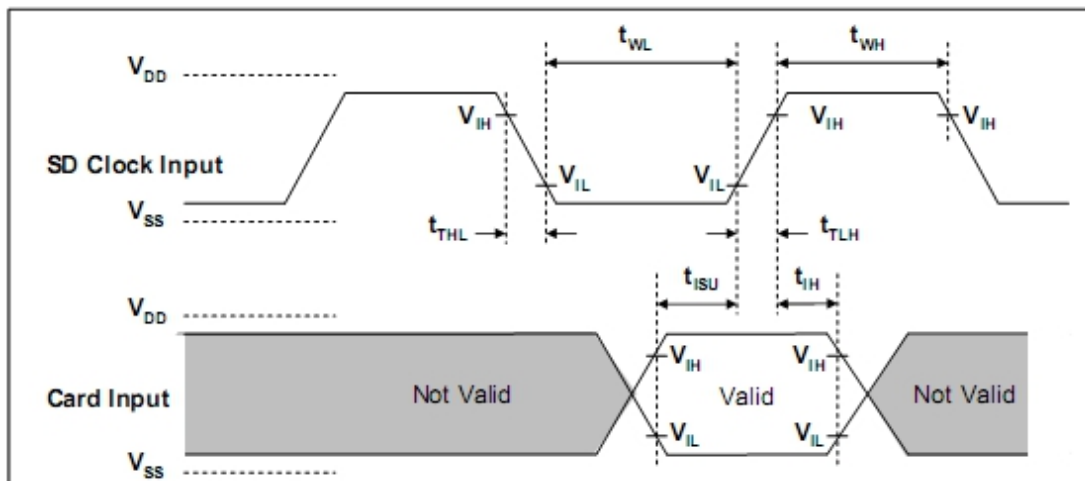 t_WL t_WH
V_DD
V_IH V_IH V_IH
SD Clock Input
V_IL V_IL
V_SS
t_THL t_TLH
t_ISU t_IH
V_DD
V_IH V_IH
Card Input Not Valid Valid Not Valid
V_IL V_IL
V_SS